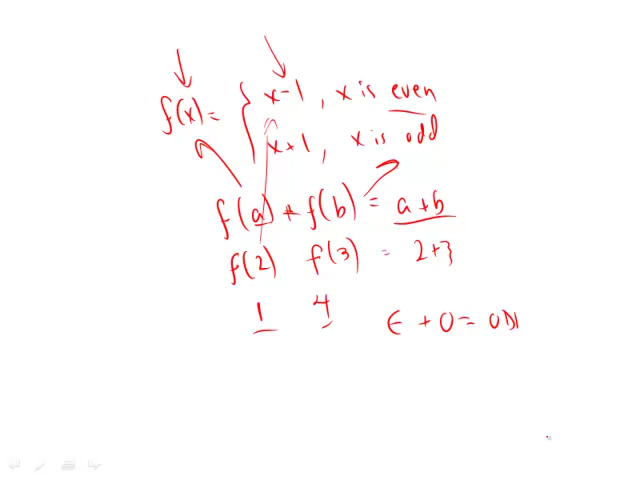 f(x) = { x-1, x is even
x+1, x is odd
f(a) + f(b) = a+b
f(2) f(3) = 2+3
1 4 E + O = ODD